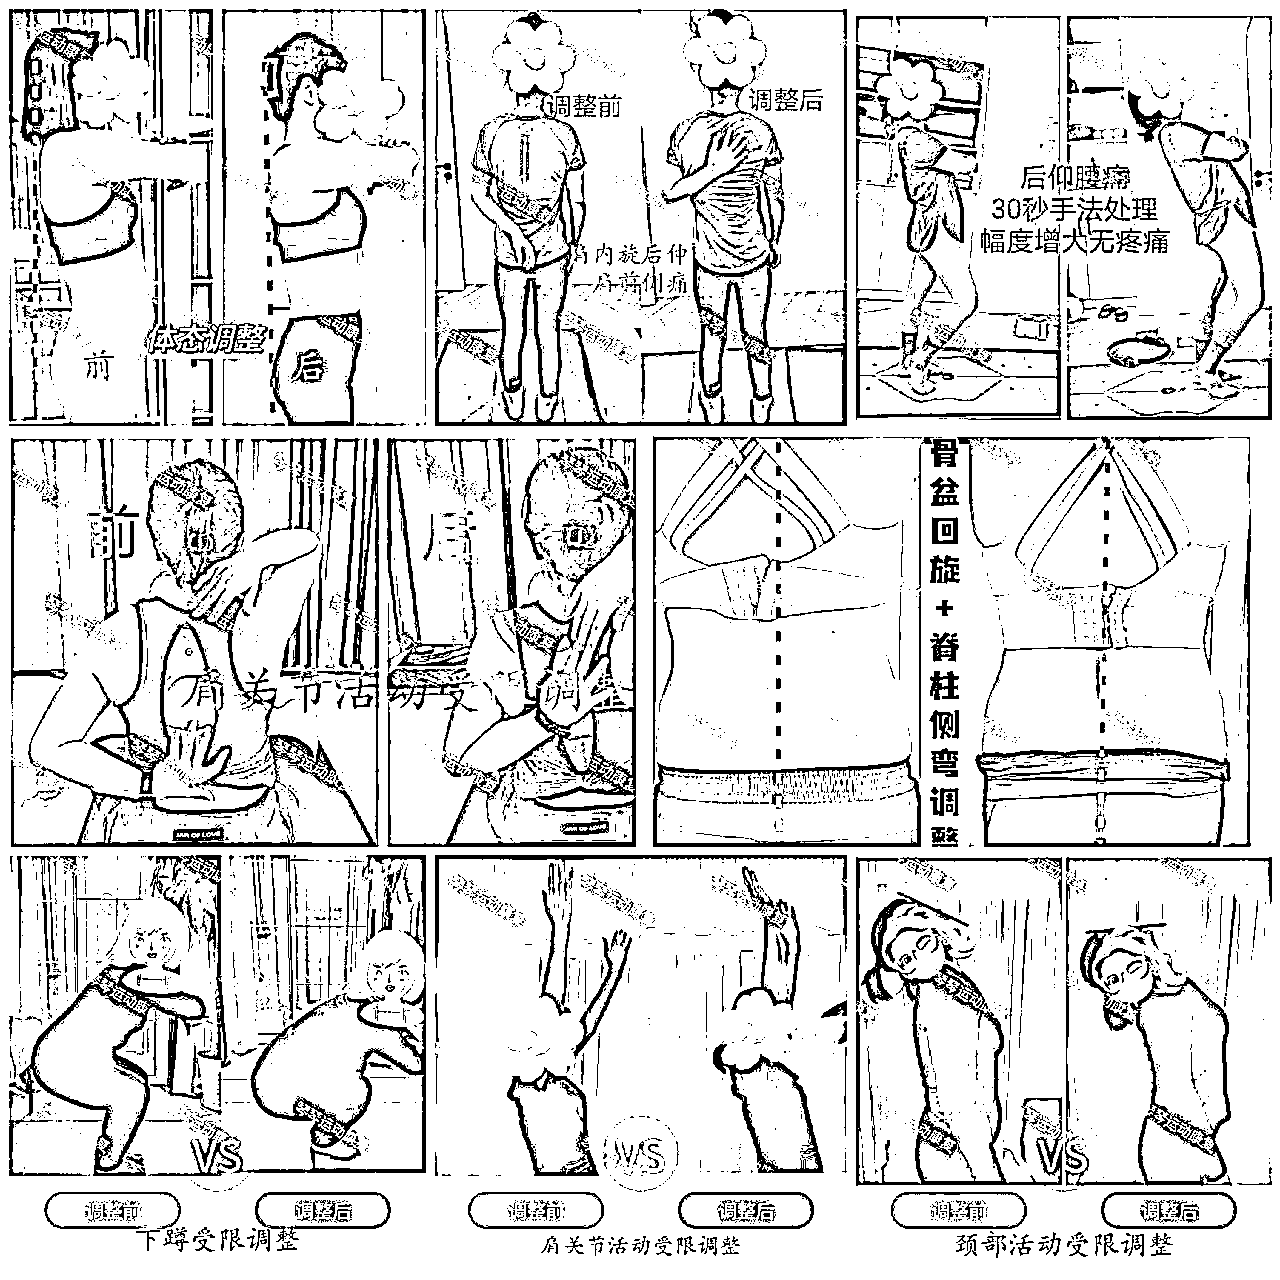 体态调整
前
后
调整前
调整后
肩内旋后伸
肩前侧痛
后仰腰痛
30秒手法处理
幅度增大无疼痛
前
后
肩关节活动受限调整
骨盆回旋+脊柱侧弯调整
VS
调整前
调整后
下蹲受限调整
VS
调整前
调整后
肩关节活动受限调整
VS
调整前
调整后
颈部活动受限调整